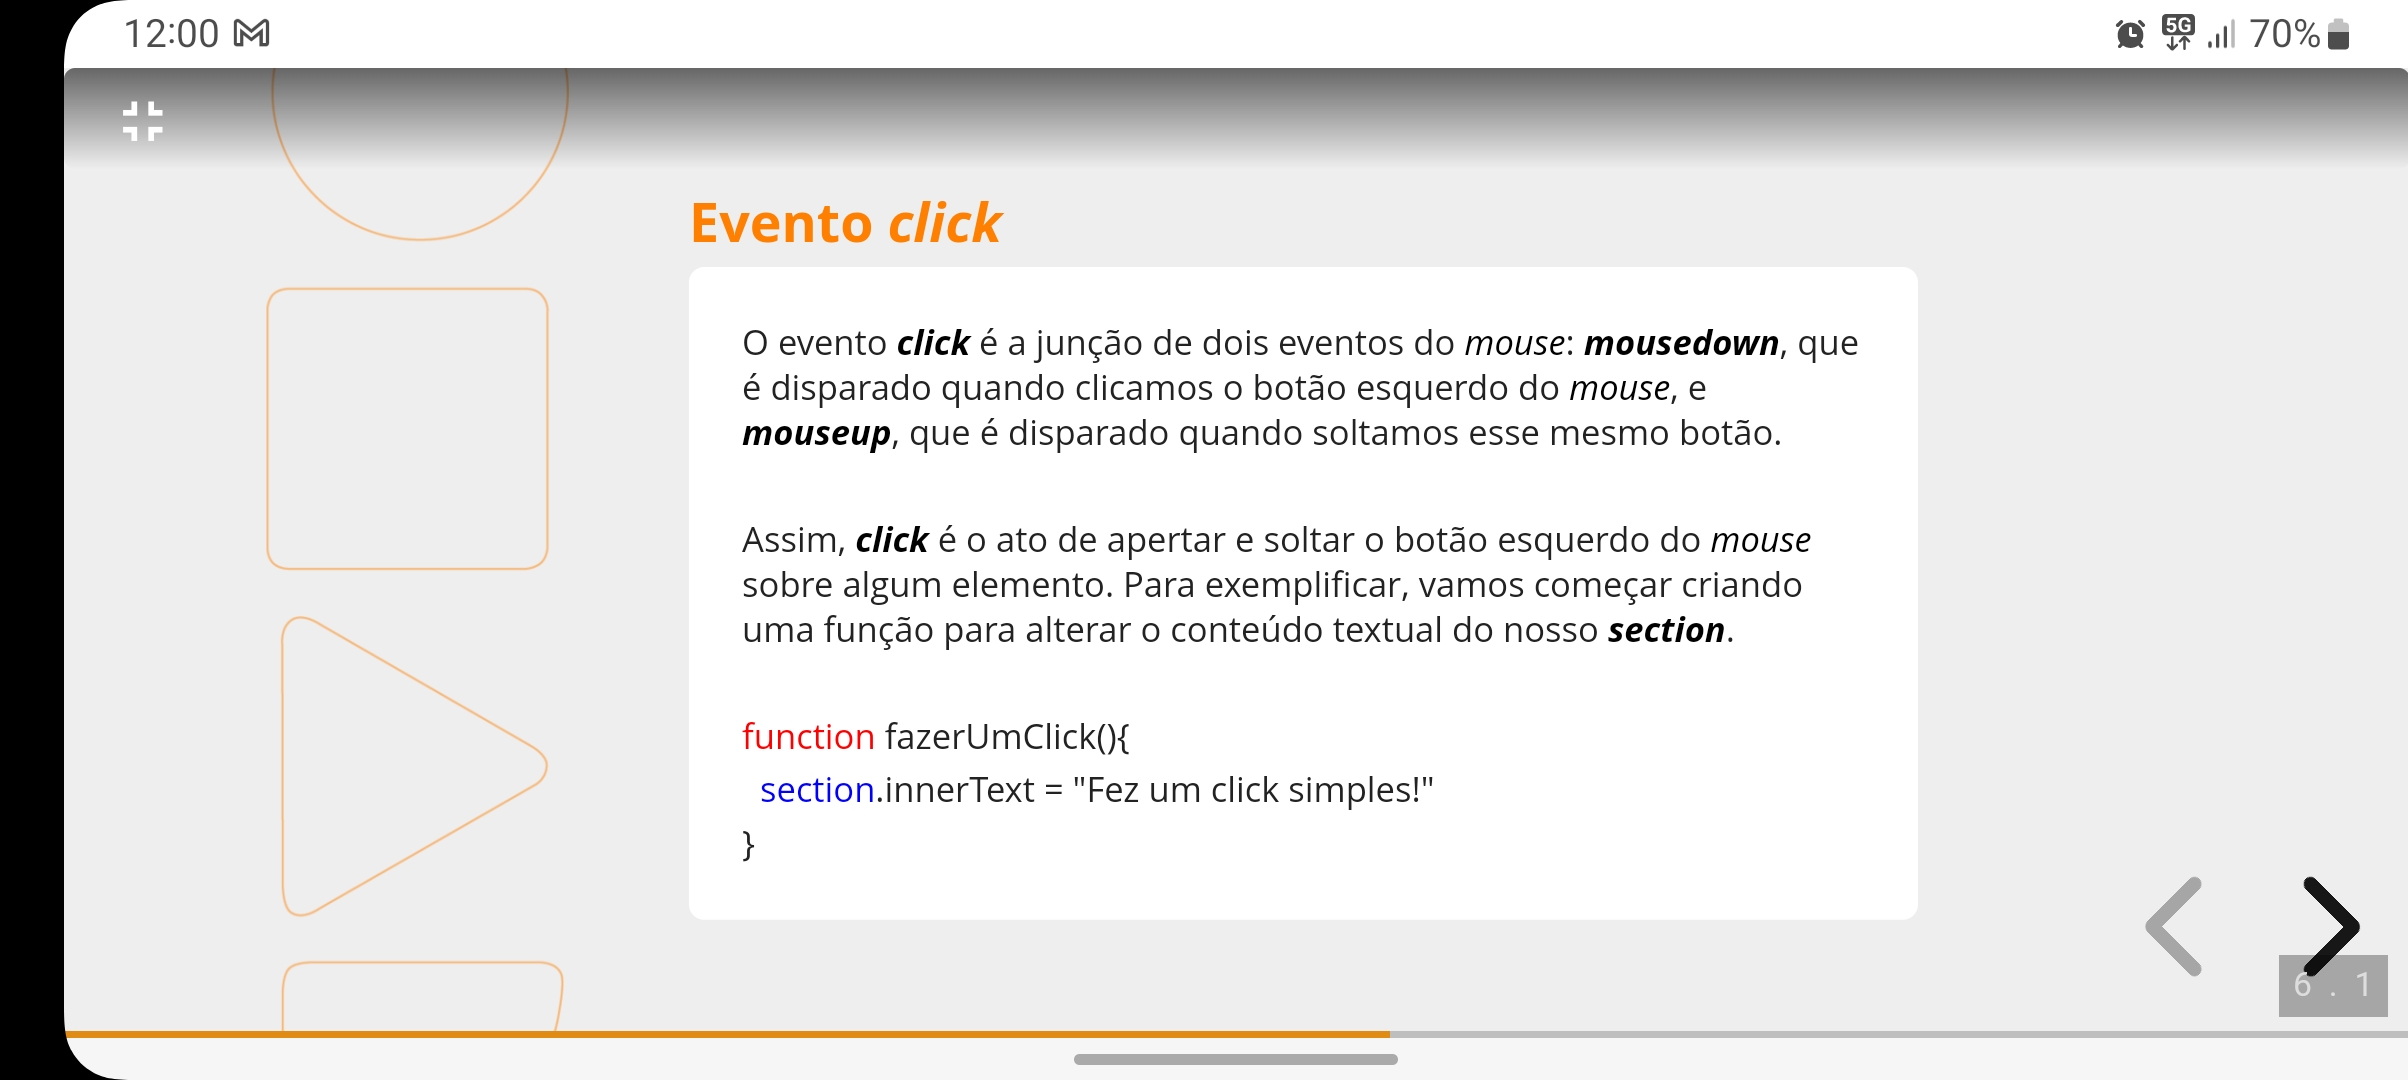 12:00
5G 70%
Evento click
O evento click é a junção de dois eventos do mouse: mousedown, que
é disparado quando clicamos o botão esquerdo do mouse, e
mouseup, que é disparado quando soltamos esse mesmo botão.
Assim, click é o ato de apertar e soltar o botão esquerdo do mouse
sobre algum elemento. Para exemplificar, vamos começar criando
uma função para alterar o conteúdo textual do nosso section.
function fazerUmClick(){
section.innerText = "Fez um click simples!"
}
6 . 1